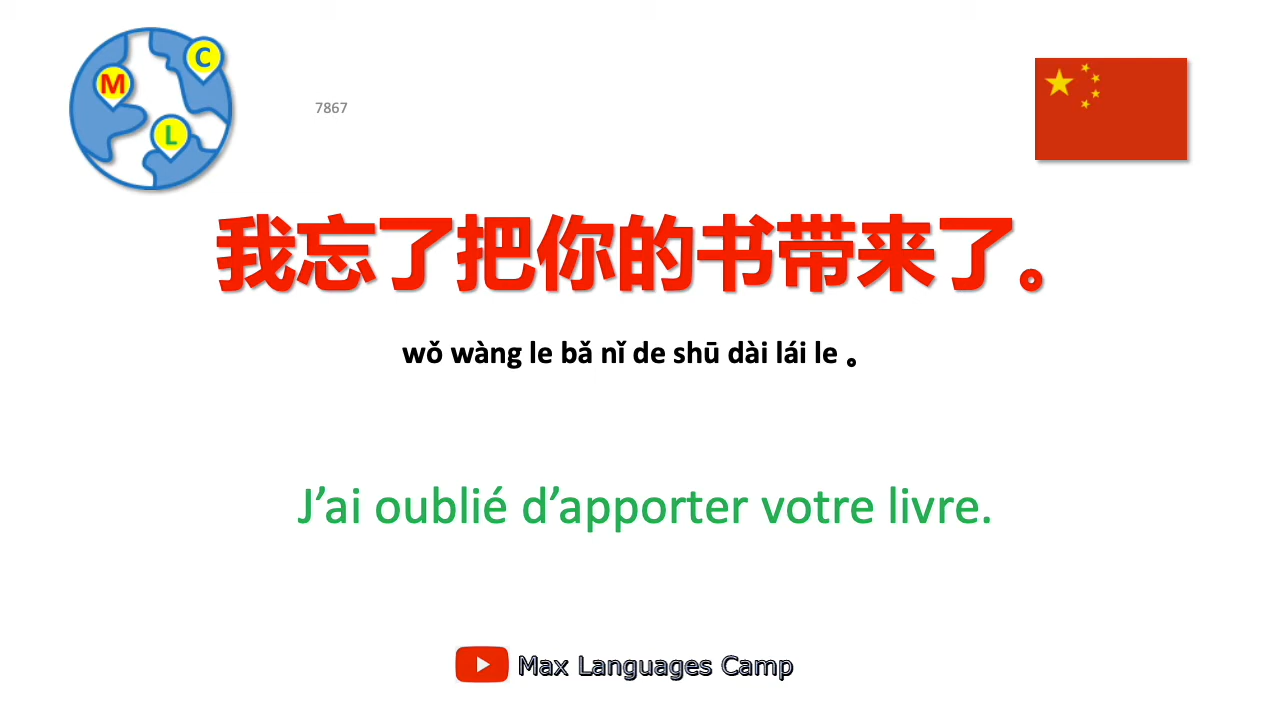 C
M
L
7867
我忘了把你的书带来了。
wǒ wàng le bǎ nǐ de shū dài lái le 。
J’ai oublié d’apporter votre livre.
Max Languages Camp